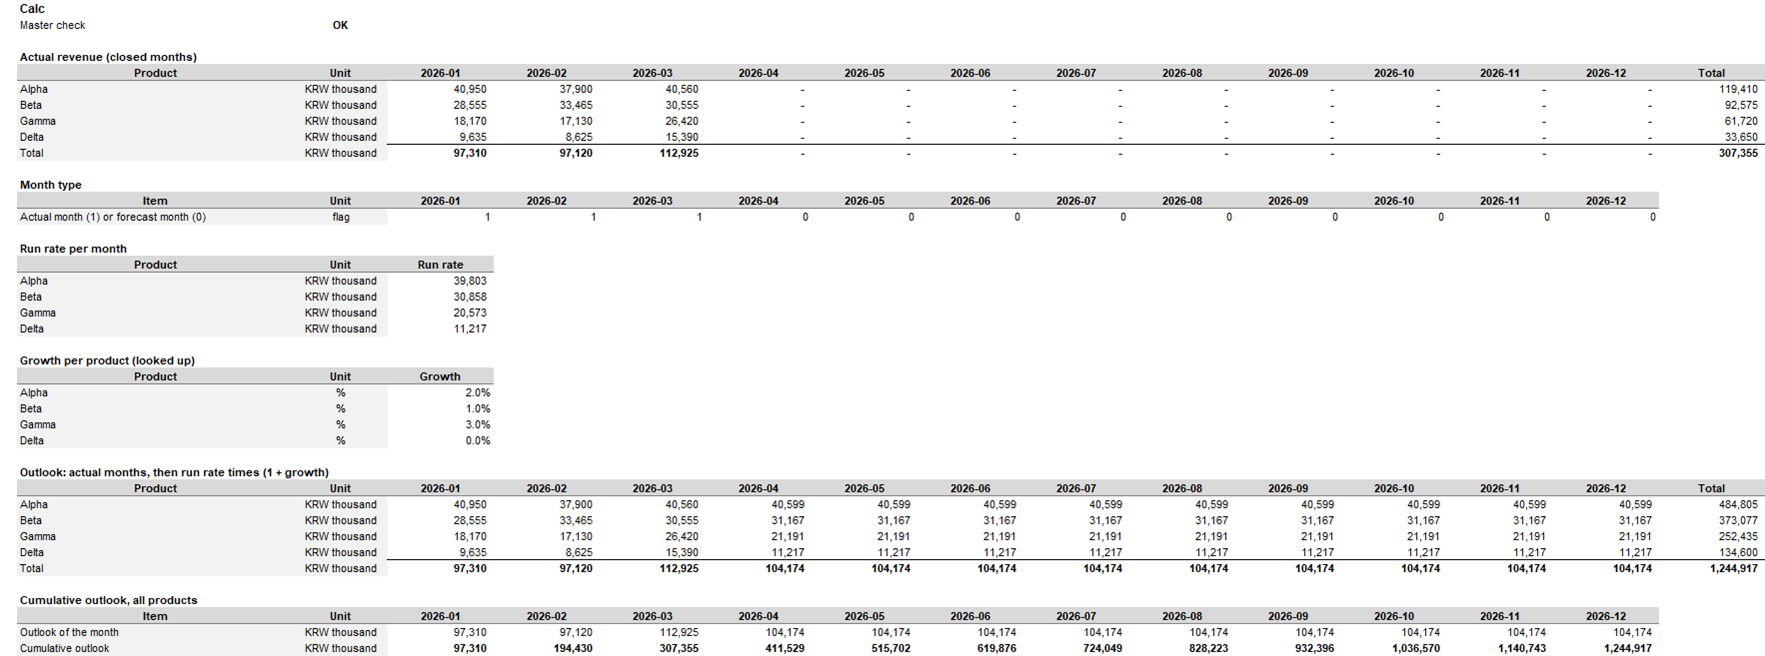 Calc
Master check OK
Actual revenue (closed months)
Product Unit 2026-01 2026-02 2026-03 2026-04 2026-05 2026-06 2026-07 2026-08 2026-09 2026-10 2026-11 2026-12 Total
Alpha KRW thousand 40,950 37,900 40,560 - - - - - - - - - 119,410
Beta KRW thousand 28,555 33,465 30,555 - - - - - - - - - 92,575
Gamma KRW thousand 18,170 17,130 26,420 - - - - - - - - - 61,720
Delta KRW thousand 9,635 8,625 15,390 - - - - - - - - - 33,650
Total KRW thousand 97,310 97,120 112,925 - - - - - - - - - 307,355
Month type
Item Unit 2026-01 2026-02 2026-03 2026-04 2026-05 2026-06 2026-07 2026-08 2026-09 2026-10 2026-11 2026-12
Actual month (1) or forecast month (0) flag 1 1 1 0 0 0 0 0 0 0 0 0
Run rate per month
Product Unit Run rate
Alpha KRW thousand 39,803
Beta KRW thousand 30,858
Gamma KRW thousand 20,573
Delta KRW thousand 11,217
Growth per product (looked up)
Product Unit Growth
Alpha % 2.0%
Beta % 1.0%
Gamma % 3.0%
Delta % 0.0%
Outlook: actual months, then run rate times (1 + growth)
Product Unit 2026-01 2026-02 2026-03 2026-04 2026-05 2026-06 2026-07 2026-08 2026-09 2026-10 2026-11 2026-12 Total
Alpha KRW thousand 40,950 37,900 40,560 40,599 40,599 40,599 40,599 40,599 40,599 40,599 40,599 40,599 484,805
Beta KRW thousand 28,555 33,465 30,555 31,167 31,167 31,167 31,167 31,167 31,167 31,167 31,167 31,167 373,077
Gamma KRW thousand 18,170 17,130 26,420 21,191 21,191 21,191 21,191 21,191 21,191 21,191 21,191 21,191 252,435
Delta KRW thousand 9,635 8,625 15,390 11,217 11,217 11,217 11,217 11,217 11,217 11,217 11,217 11,217 134,600
Total KRW thousand 97,310 97,120 112,925 104,174 104,174 104,174 104,174 104,174 104,174 104,174 104,174 104,174 1,244,917
Cumulative outlook, all products
Item Unit 2026-01 2026-02 2026-03 2026-04 2026-05 2026-06 2026-07 2026-08 2026-09 2026-10 2026-11 2026-12
Outlook of the month KRW thousand 97,310 97,120 112,925 104,174 104,174 104,174 104,174 104,174 104,174 104,174 104,174 104,174
Cumulative outlook KRW thousand 97,310 194,430 307,355 411,529 515,702 619,876 724,049 828,223 932,396 1,036,570 1,140,743 1,244,917